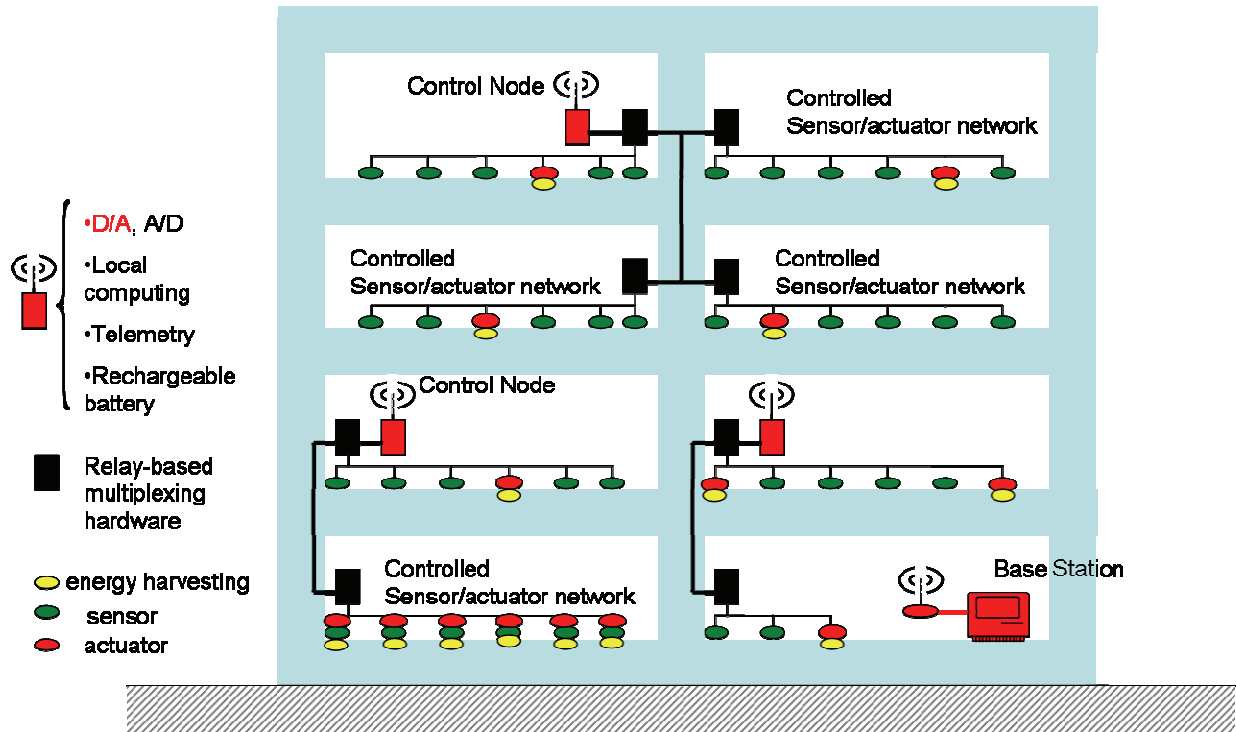 Control Node
Controlled
Sensor/actuator network
•D/A, A/D
•Local
computing
•Telemetry
•Rechargeable
battery
Controlled
Sensor/actuator network
Controlled
Sensor/actuator network
Control Node
Relay-based
multiplexing
hardware
Controlled
Sensor/actuator network
Base Station
energy harvesting
sensor
actuator